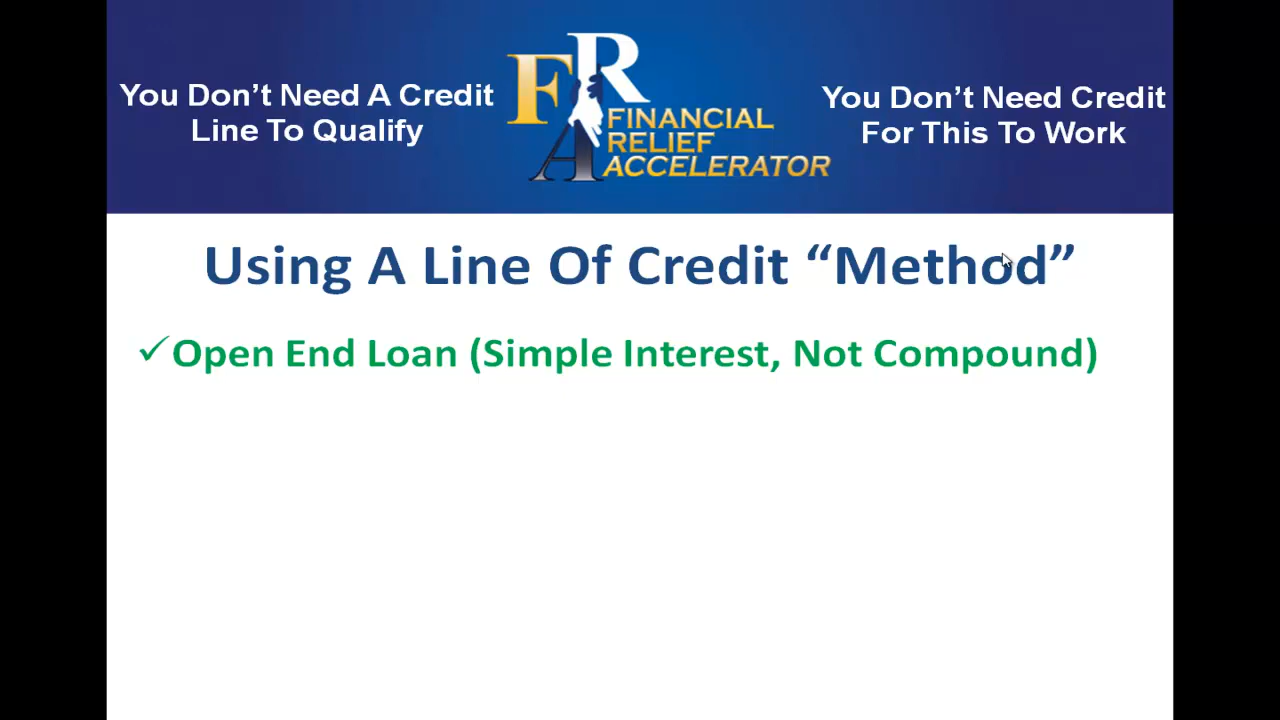 You Don’t Need A Credit
Line To Qualify
FRA
FINANCIAL
RELIEF
ACCELERATOR
You Don’t Need Credit
For This To Work
Using A Line Of Credit “Method”
✓Open End Loan (Simple Interest, Not Compound)